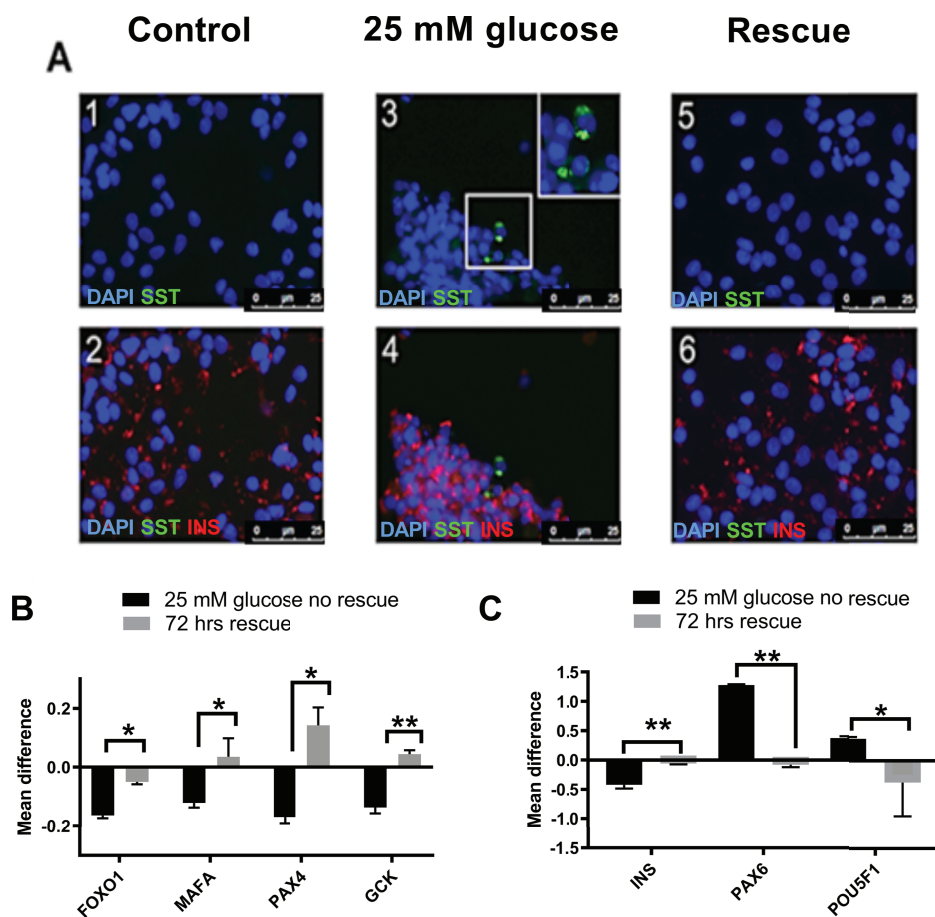 Control 25 mM glucose Rescue
A
1 3 5
DAPI SST DAPI SST DAPI SST
0 µm 25 0 µm 25 0 µm 25
2 4 6
DAPI SST INS DAPI SST INS DAPI SST INS
0 µm 25 0 µm 25 0 µm 25
B
25 mM glucose no rescue
72 hrs rescue
Mean difference
0.2
0.0
-0.2
* * * **
FOXO1 MAFA PAX4 GCK
C
25 mM glucose no rescue
72 hrs rescue
Mean difference
1.5
1.0
0.5
0.0
-0.5
-1.0
-1.5
** ** *
INS PAX6 POU5F1